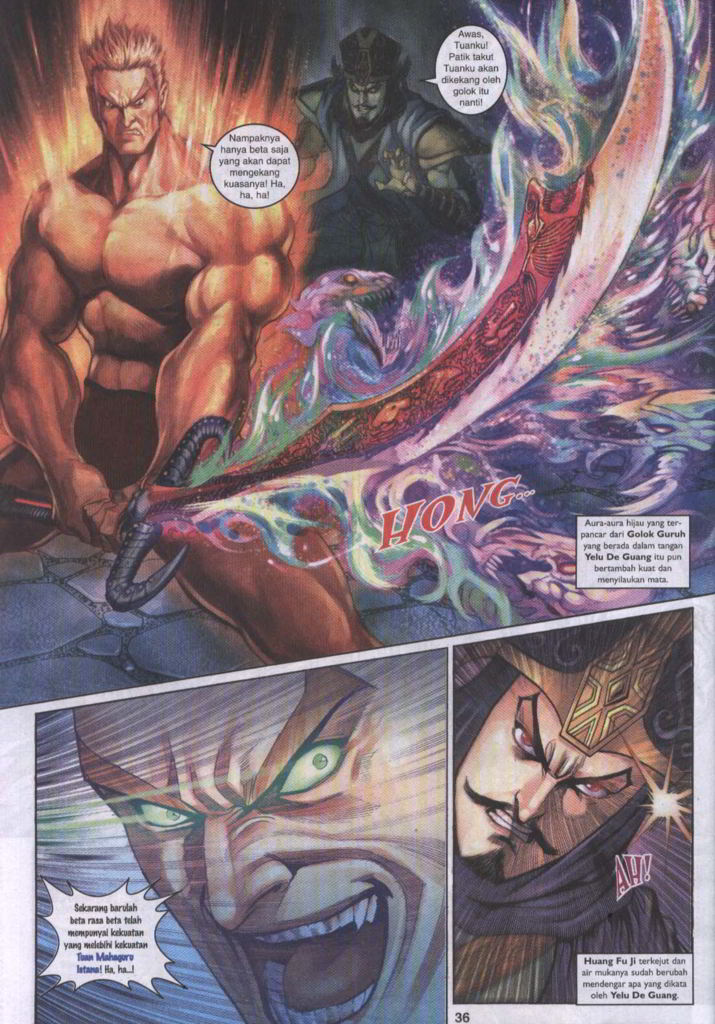 Awas,
Tuanku!
Patik takut
Tuanku akan
dikekang oleh
golok itu
nanti!
Nampaknya
hanya beta saja
yang akan dapat
mengekang
kuasanya! Ha,
ha, ha!
HONG...
Aura-aura hijau yang ter-
pancar dari Golok Guruh
yang berada dalam tangan
Yelu De Guang itu pun
bertambah kuat dan
menyilaukan mata.
Sekarang barulah
beta rasa beta telah
mempunyai kekuatan
yang melebihi kekuatan
Tuan Mahaguru
Istana! Ha, ha...!
AH!
Huang Fu Ji terkejut dan
air mukanya sudah berubah
mendengar apa yang dikata
oleh Yelu De Guang.
36